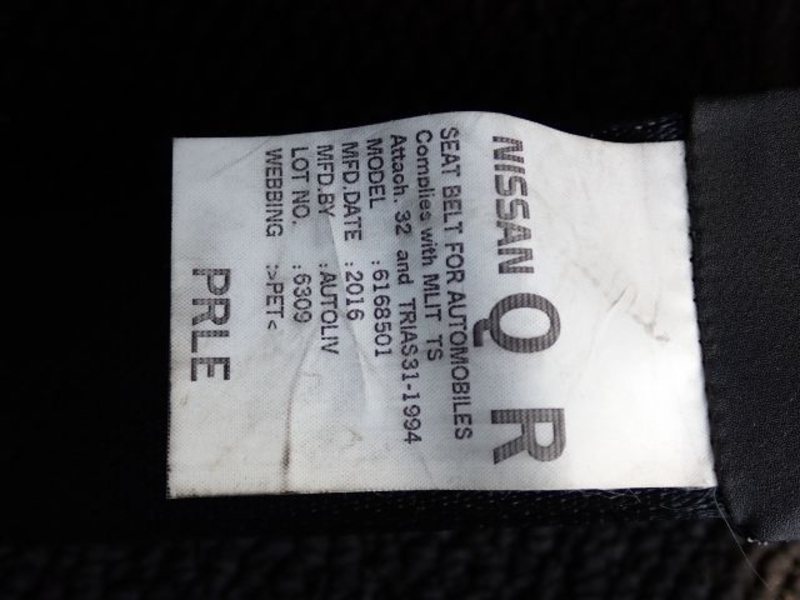 NISSAN Q R
SEAT BELT FOR AUTOMOBILES
Complies with MLIT TS
Attach. 32 and TRIAS31-1994
MODEL :6168501
MFD.DATE :2016
MFD.BY :AUTOLIV
LOT NO. :6309
WEBBING :>PET<
PRLE